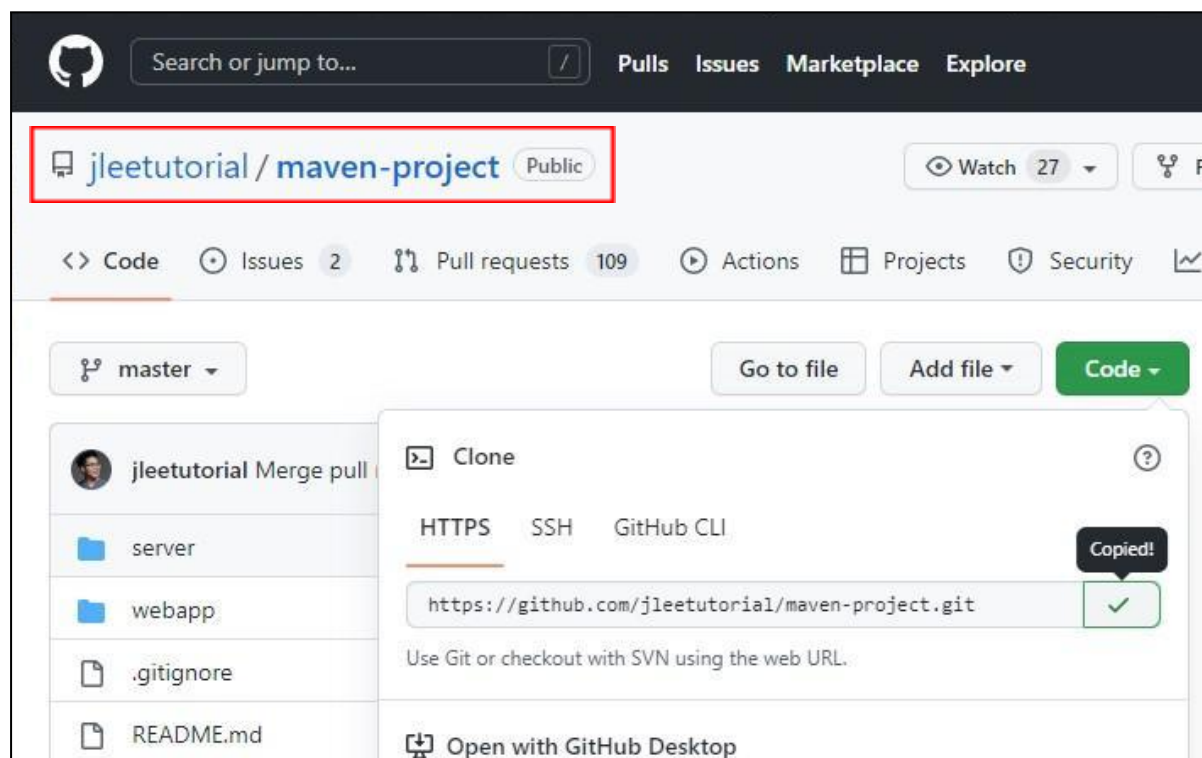 Search or jump to... / Pulls Issues Marketplace Explore
jleetutorial / maven-project Public Watch 27
<> Code Issues 2 Pull requests 109 Actions Projects Security
master Go to file Add file Code
jleetutorial Merge pull
Clone
HTTPS SSH GitHub CLI
Copied!
server
webapp
https://github.com/jleetutorial/maven-project.git
Use Git or checkout with SVN using the web URL.
.gitignore
README.md
Open with GitHub Desktop